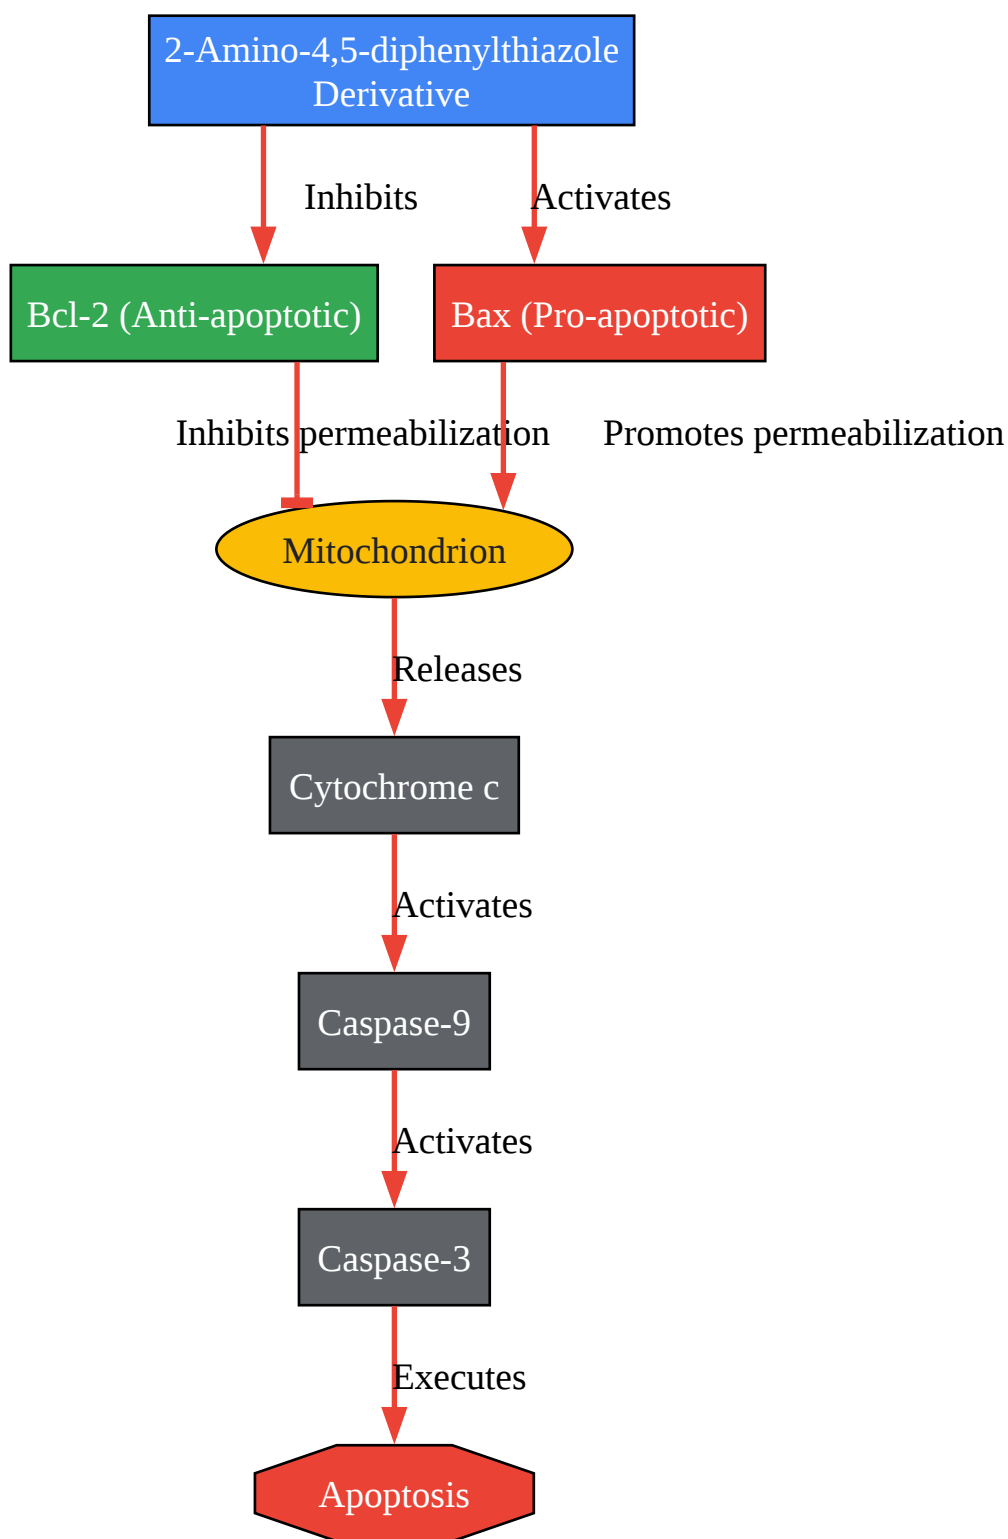 2-Amino-4,5-diphenylthiazole
Derivative
Inhibits
Activates
Bcl-2 (Anti-apoptotic)
Bax (Pro-apoptotic)
Inhibits permeabilization
Promotes permeabilization
Mitochondrion
Releases
Cytochrome c
Activates
Caspase-9
Activates
Caspase-3
Executes
Apoptosis